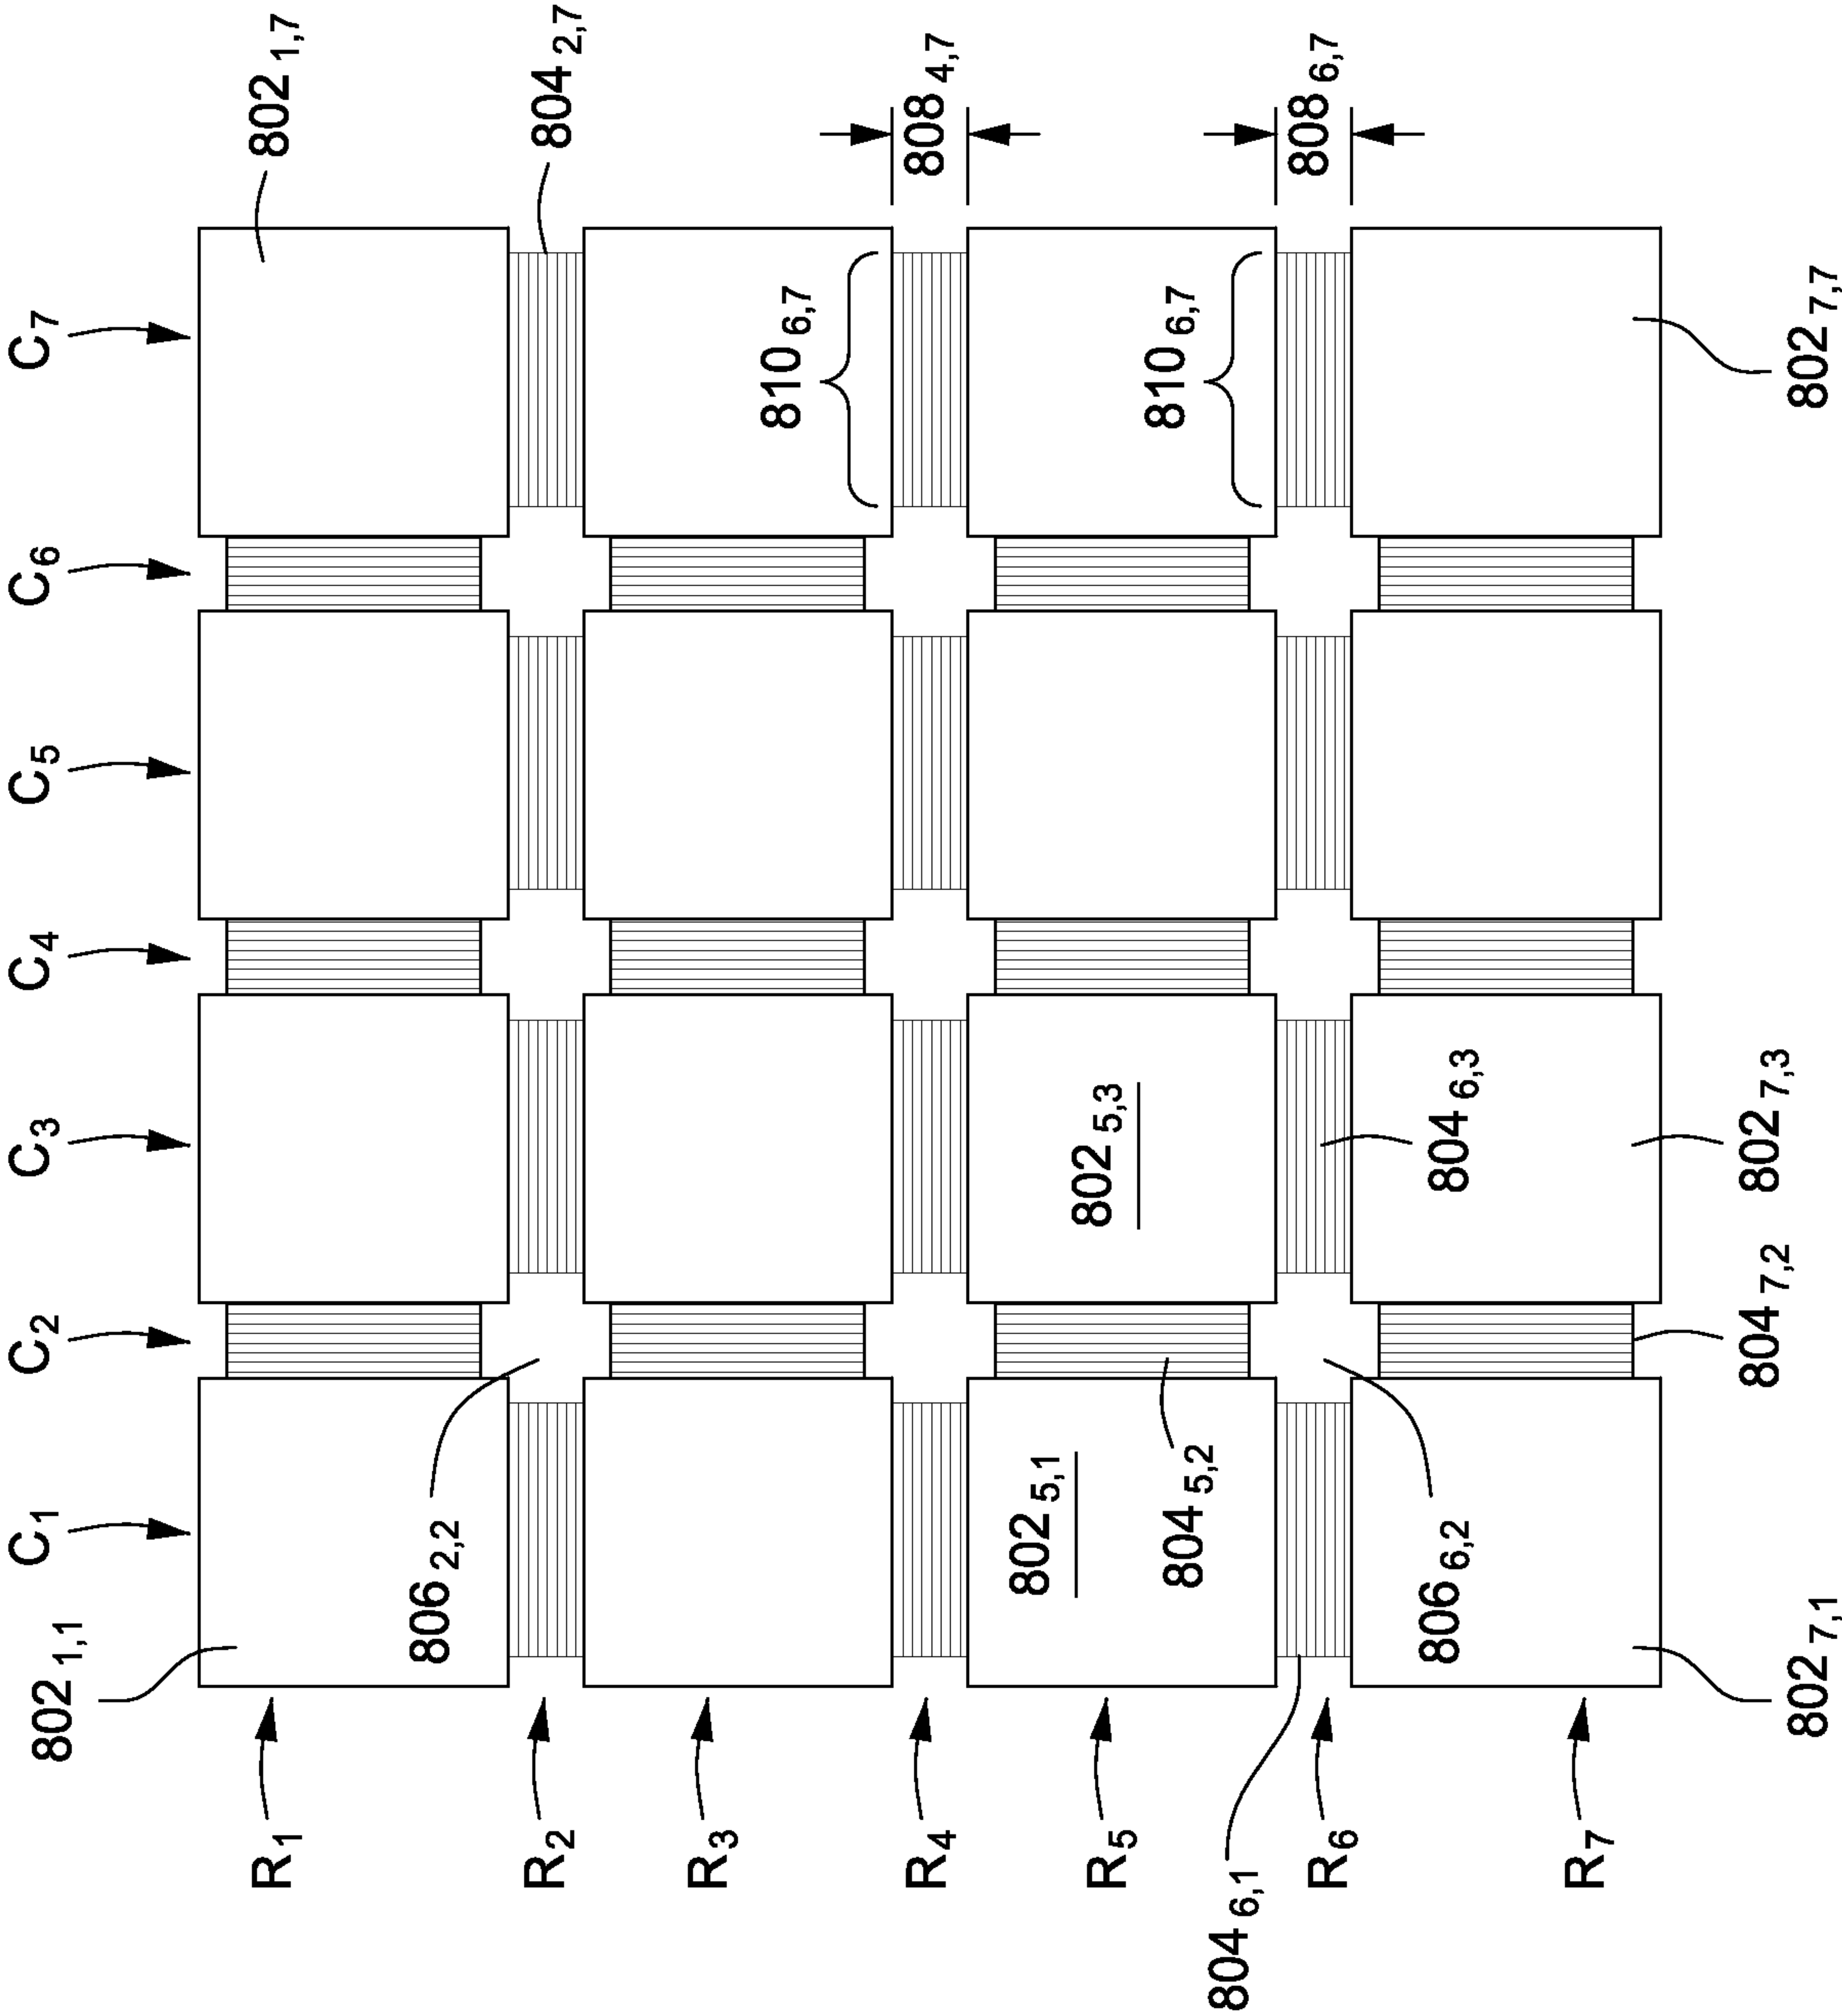 C1
C2
C3
C4
C5
C6
C7
802 1,1
802 1,7
R1
806 2,2
804 2,7
R2
R3
810 6,7
808 4,7
R4
802 5,1
802 5,3
R5
804 5,2
810 6,7
808 6,7
804 6,1
R6
806 6,2
804 6,3
R7
802 7,1
804 7,2
802 7,3
802 7,7